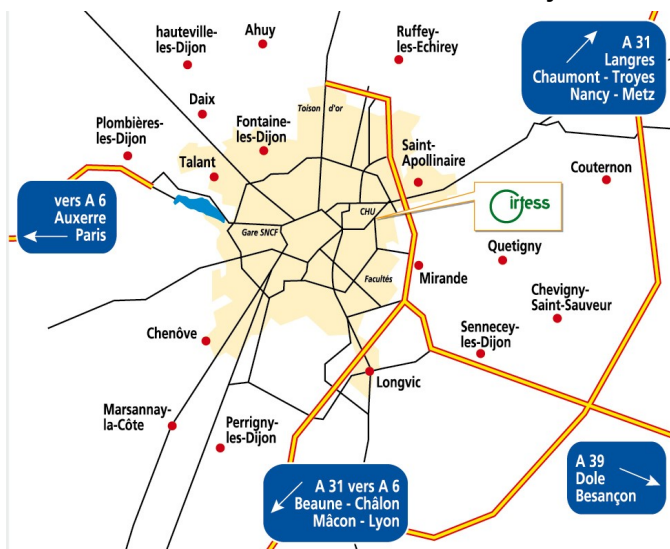 hauteville-
les-Dijon
Ahuy
Ruffey-
les-Echirey
A 31
Langres
Chaumont - Troyes
Nancy - Metz
Daix
Toison d'or
Plombières-
les-Dijon
Fontaine-
les-Dijon
Talant
Saint-
Apollinaire
Couternon
vers A 6
Auxerre
Paris
irtess
CHU
Gare SNCF
Quetigny
Mirande
Facultés
Chevigny-
Saint-Sauveur
Chenôve
Sennecey-
les-Dijon
Longvic
Marsannay-
la-Côte
Perrigny-
les-Dijon
A 39
Dole
Besançon
A 31 vers A 6
Beaune - Châlon
Mâcon - Lyon